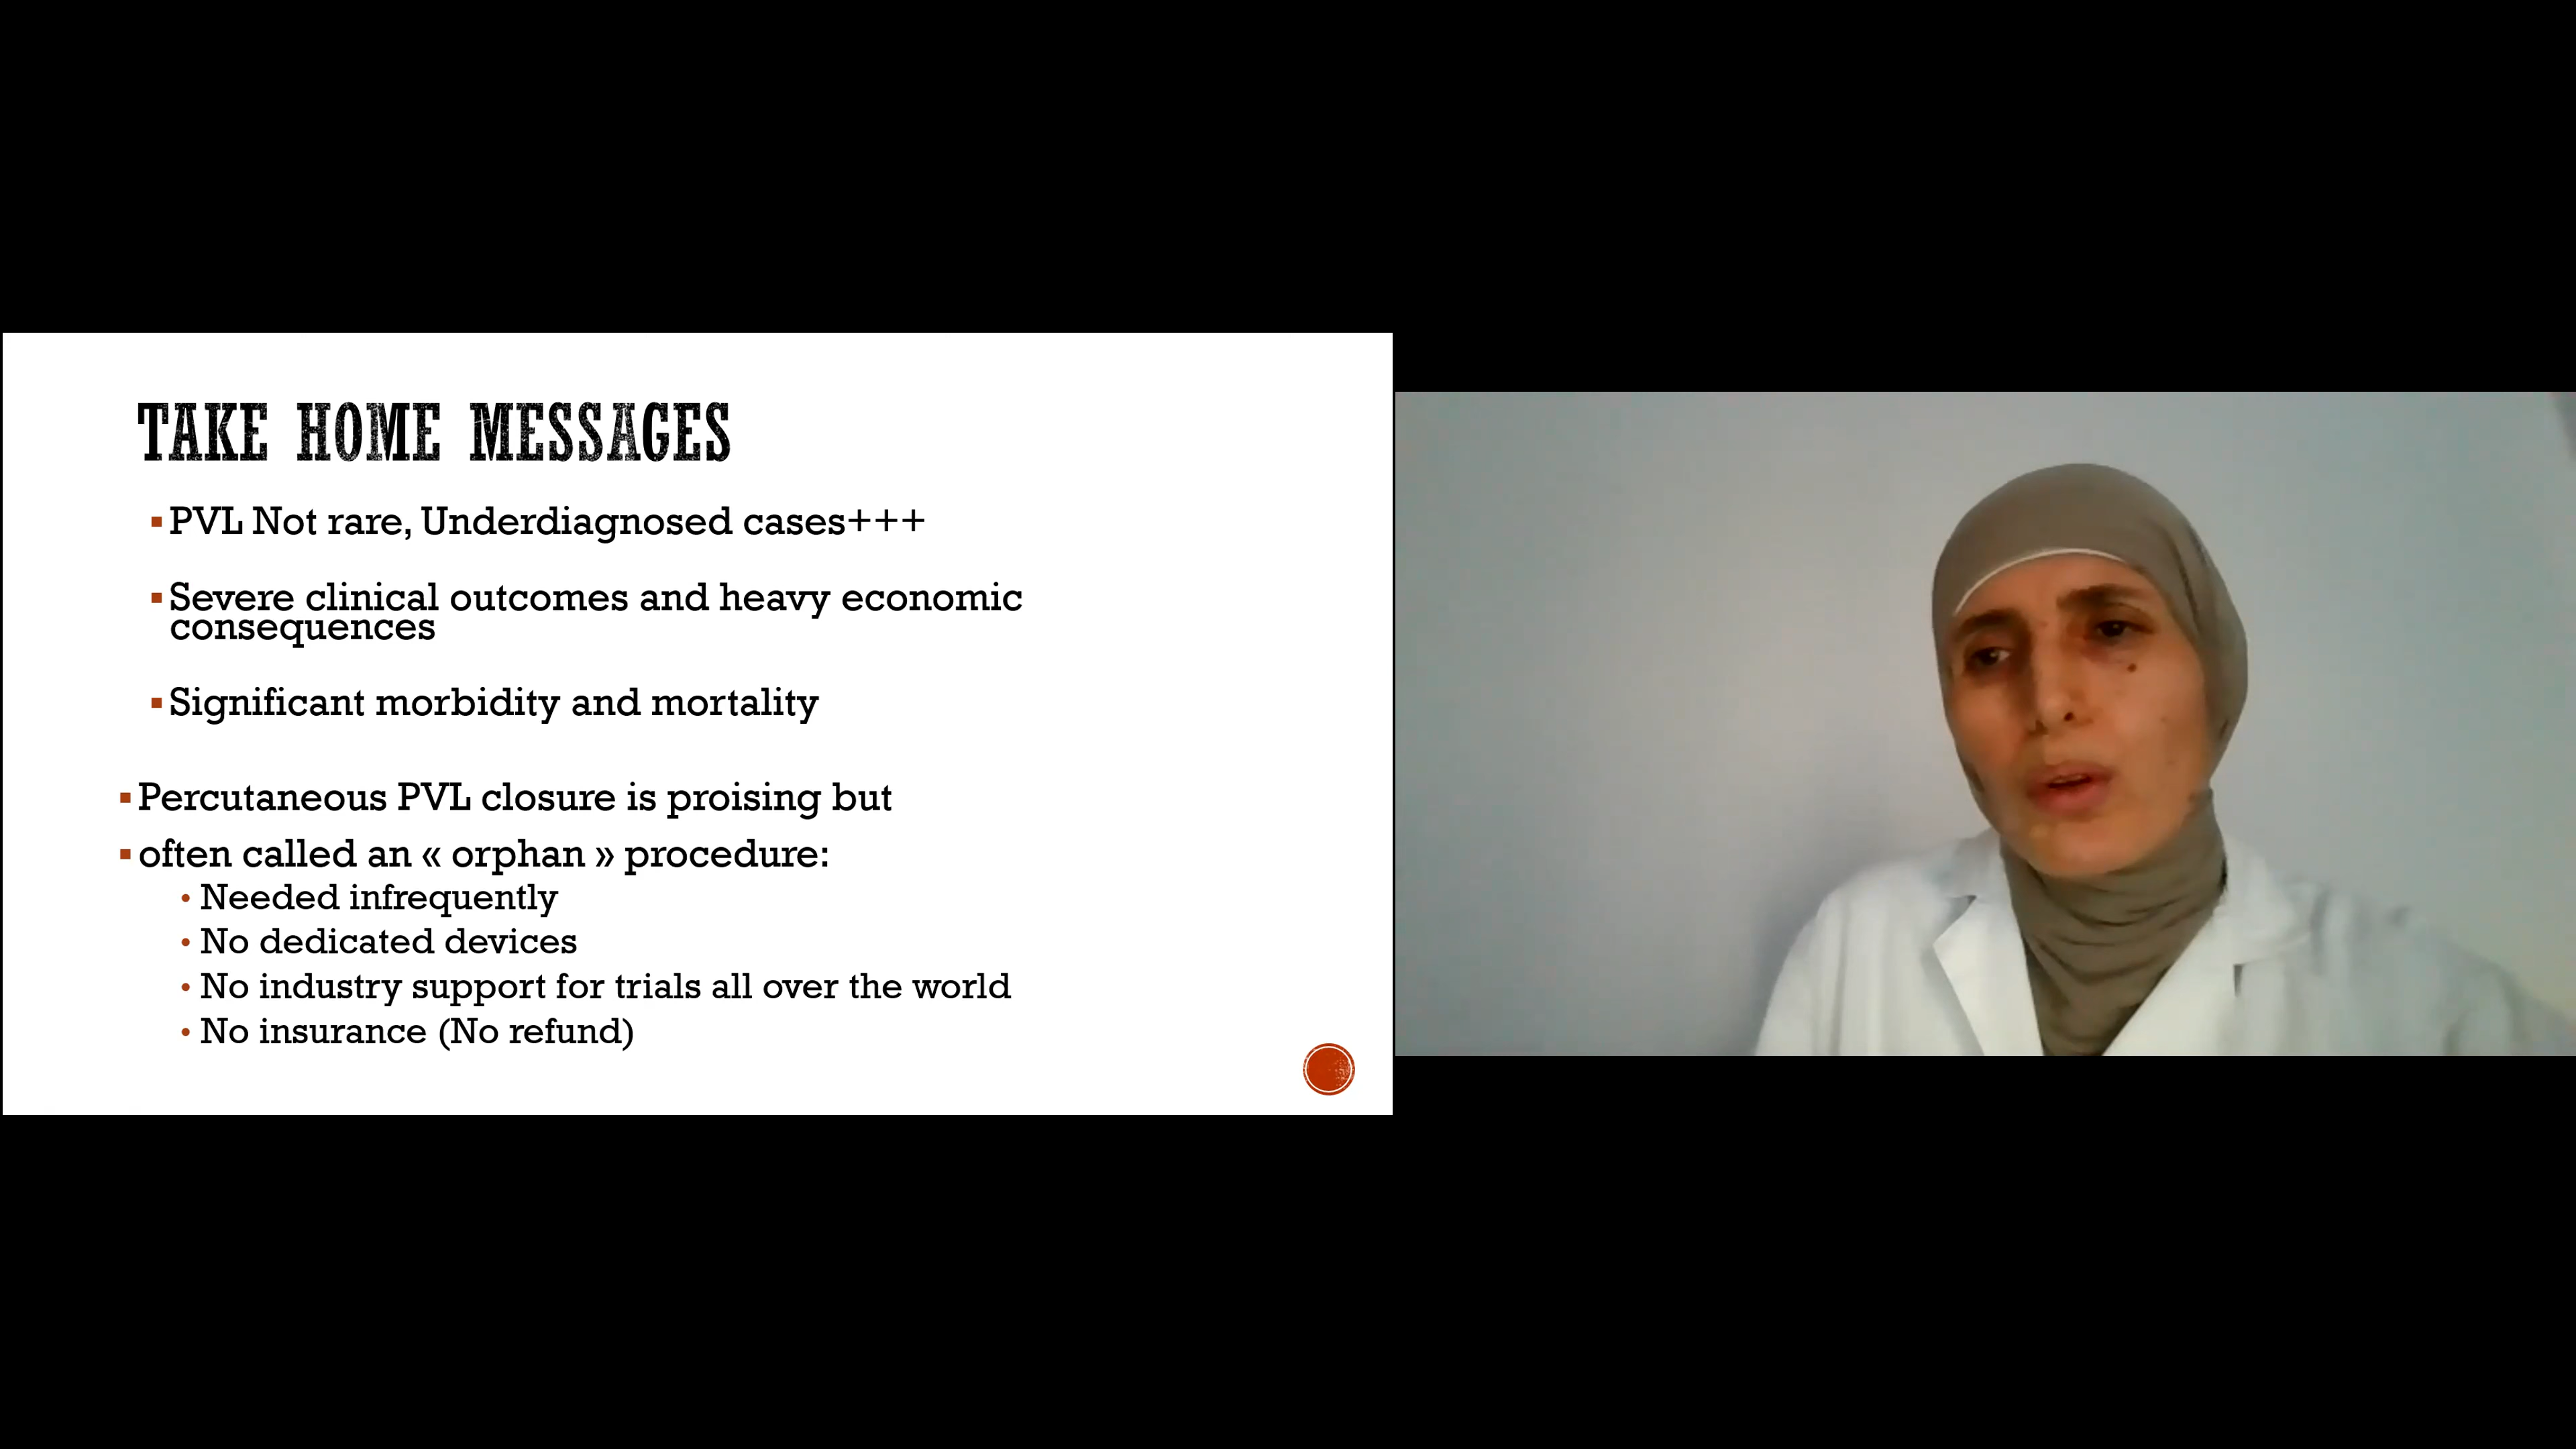 TAKE HOME MESSAGES
PVL Not rare, Underdiagnosed cases+++
Severe clinical outcomes and heavy economic
consequences
Significant morbidity and mortality
Percutaneous PVL closure is proising but
often called an « orphan » procedure:
Needed infrequently
No dedicated devices
No industry support for trials all over the world
No insurance (No refund)